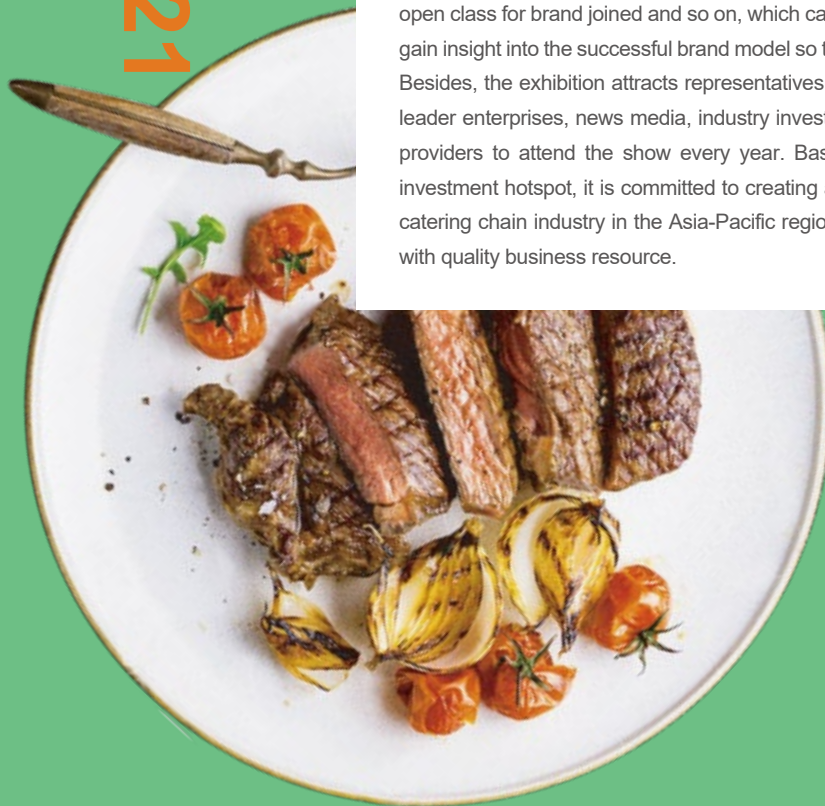 21
open class for brand joined and so on, which ca
gain insight into the successful brand model so
Besides, the exhibition attracts representatives
leader enterprises, news media, industry invest
providers to attend the show every year. Bas
investment hotspot, it is committed to creating
catering chain industry in the Asia-Pacific regio
with quality business resource.